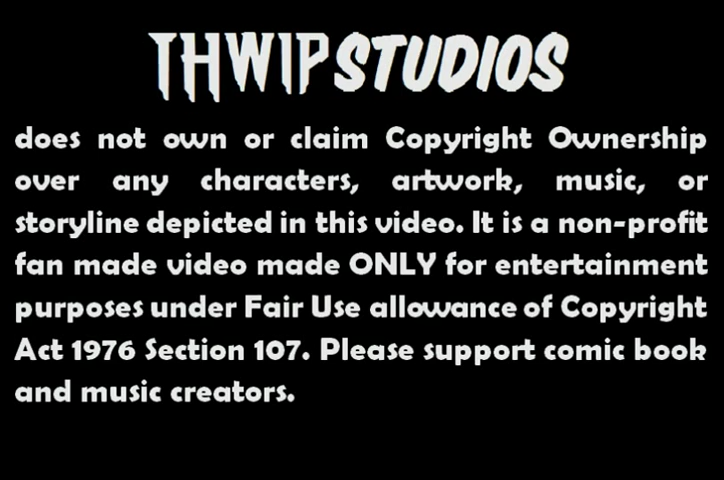 THWIPSTUDIOS
does not own or claim Copyright Ownership
over any characters, artwork, music, or
storyline depicted in this video. It is a non-profit
fan made video made ONLY for entertainment
purposes under Fair Use allowance of Copyright
Act 1976 Section 107. Please support comic book
and music creators.